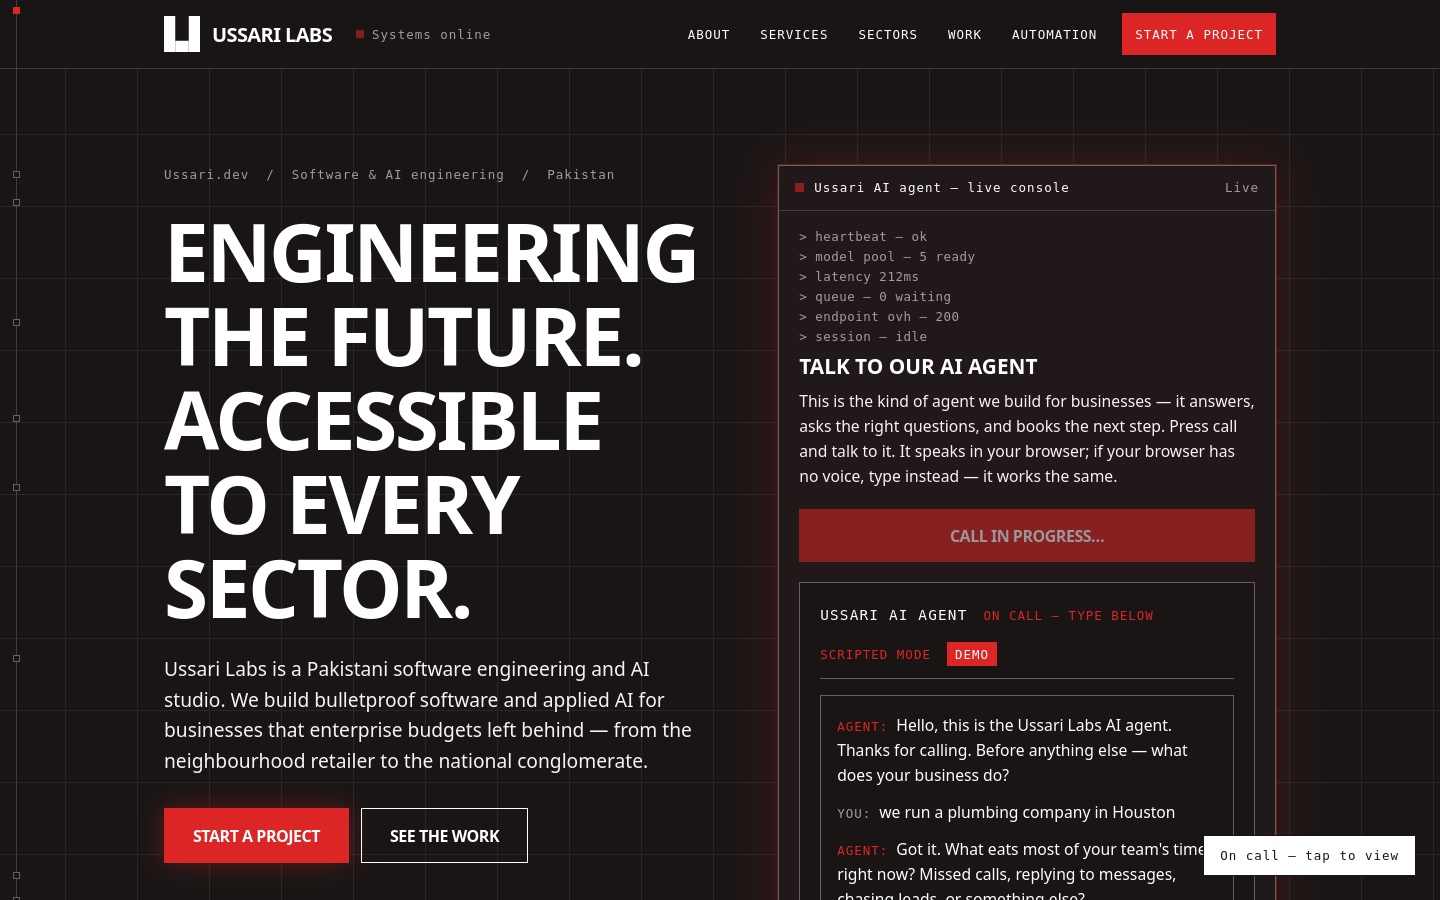 USSARI LABS
Systems online
ABOUT
SERVICES
SECTORS
WORK
AUTOMATION
START A PROJECT
Ussari.dev / Software & AI engineering / Pakistan
ENGINEERING
THE FUTURE.
ACCESSIBLE
TO EVERY
SECTOR.
Ussari Labs is a Pakistani software engineering and AI
studio. We build bulletproof software and applied AI for
businesses that enterprise budgets left behind — from the
neighbourhood retailer to the national conglomerate.
START A PROJECT
SEE THE WORK
Ussari AI agent — live console
Live
> heartbeat — ok
> model pool — 5 ready
> latency 212ms
> queue — 0 waiting
> endpoint ovh — 200
> session — idle
TALK TO OUR AI AGENT
This is the kind of agent we build for businesses — it answers,
asks the right questions, and books the next step. Press call
and talk to it. It speaks in your browser; if your browser has
no voice, type instead — it works the same.
CALL IN PROGRESS…
USSARI AI AGENT ON CALL — TYPE BELOW
SCRIPTED MODE DEMO
AGENT: Hello, this is the Ussari Labs AI agent.
Thanks for calling. Before anything else — what
does your business do?
YOU: we run a plumbing company in Houston
AGENT: Got it. What eats most of your team's time
right now? Missed calls, replying to messages,
chasing leads, or something else?
On call — tap to view